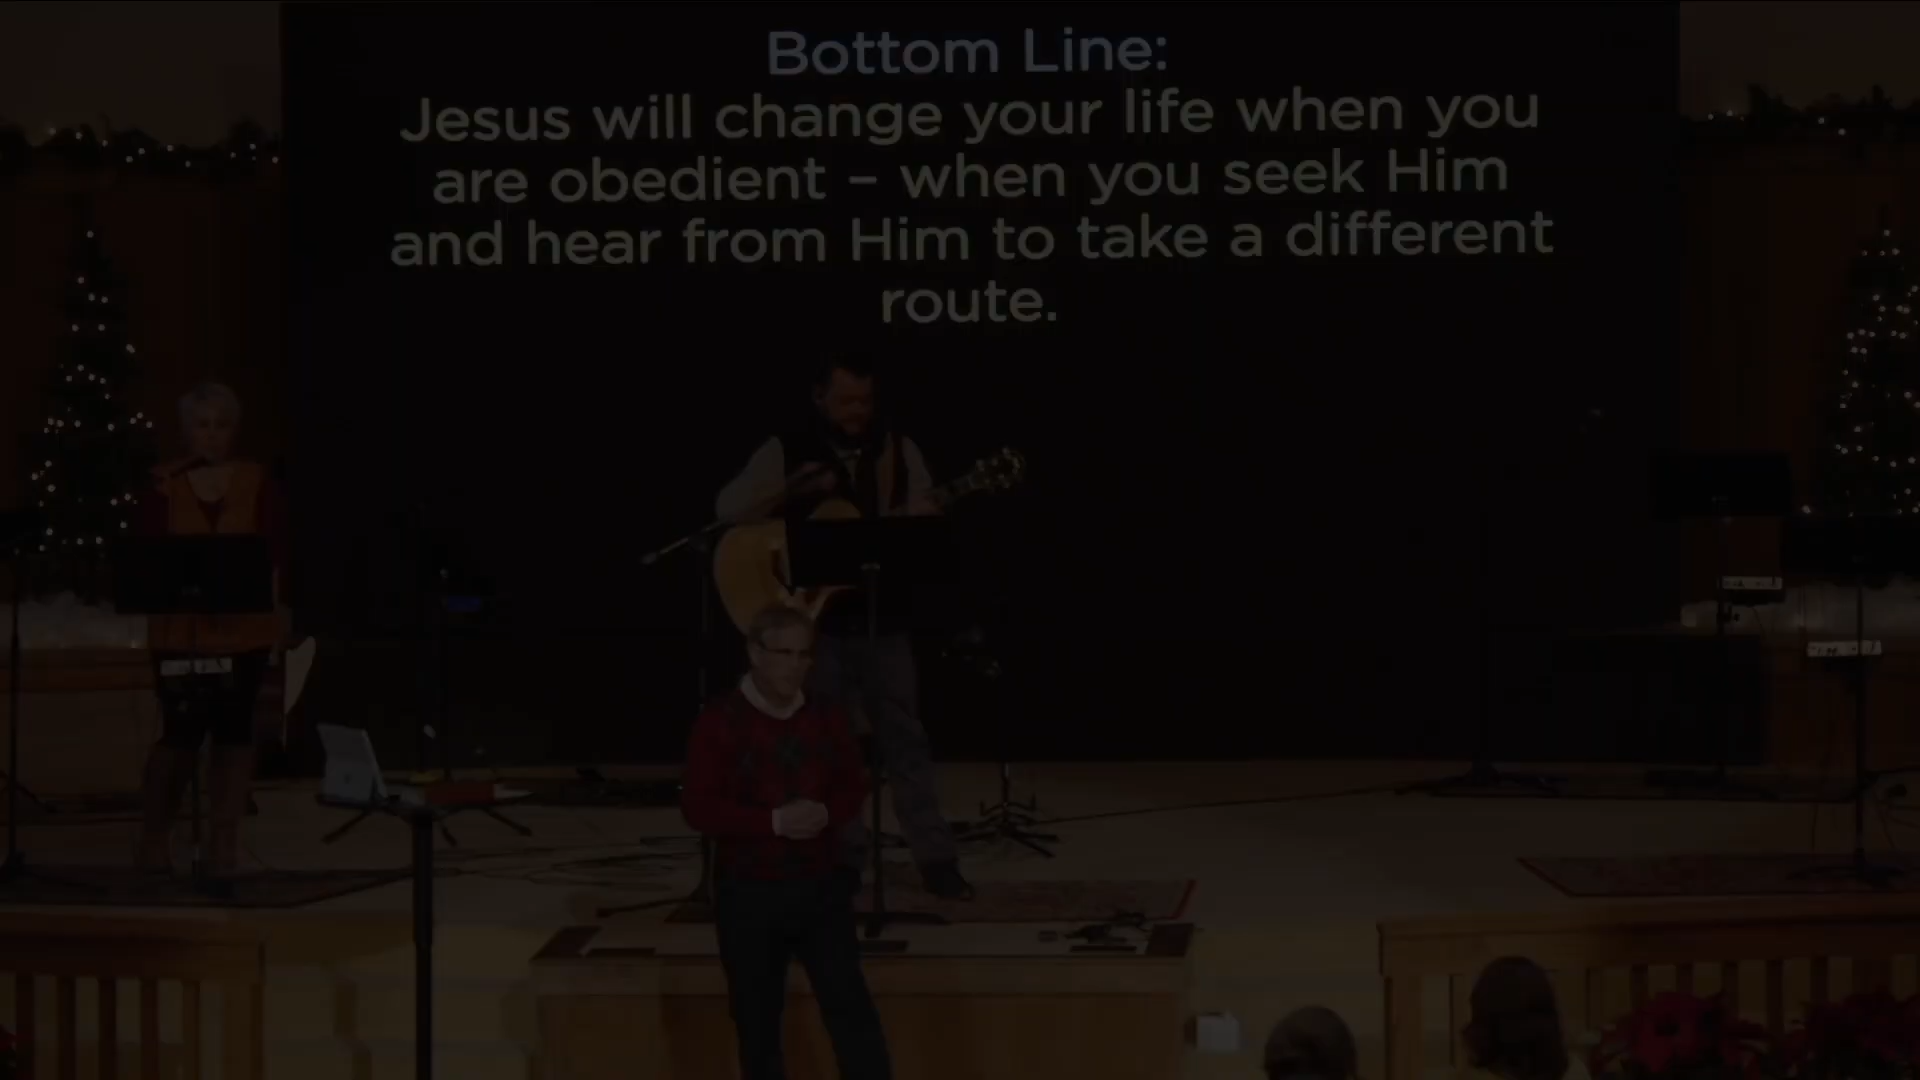 Bottom Line:
Jesus will change your life when you
are obedient – when you seek Him
and hear from Him to take a different
route.